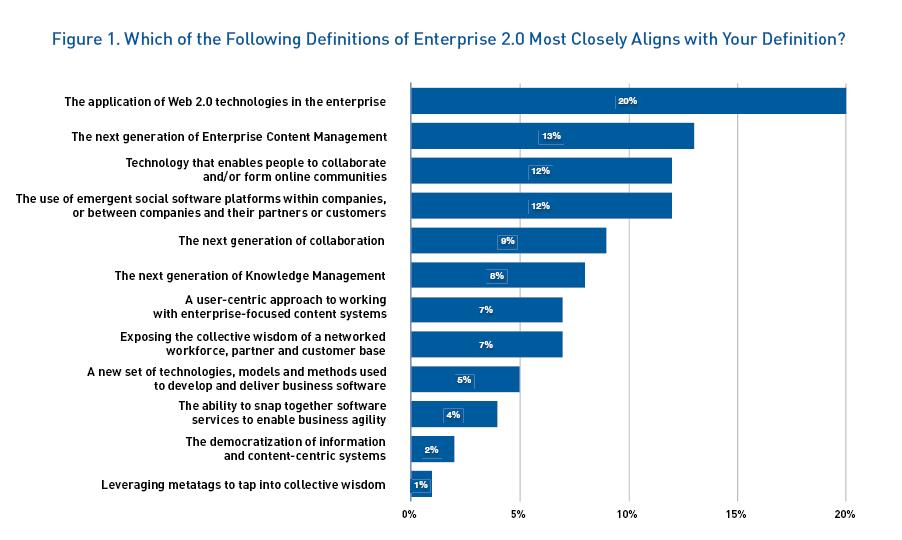 Figure 1. Which of the Following Definitions of Enterprise 2.0 Most Closely Aligns with Your Definition?
The application of Web 2.0 technologies in the enterprise
20%
The next generation of Enterprise Content Management
13%
Technology that enables people to collaborate
and/or form online communities
12%
The use of emergent social software platforms within companies,
or between companies and their partners or customers
12%
The next generation of collaboration
9%
The next generation of Knowledge Management
8%
A user-centric approach to working
with enterprise-focused content systems
7%
Exposing the collective wisdom of a networked
workforce, partner and customer base
7%
A new set of technologies, models and methods used
to develop and deliver business software
5%
The ability to snap together software
services to enable business agility
4%
The democratization of information
and content-centric systems
2%
Leveraging metatags to tap into collective wisdom
1%
0% 5% 10% 15% 20%